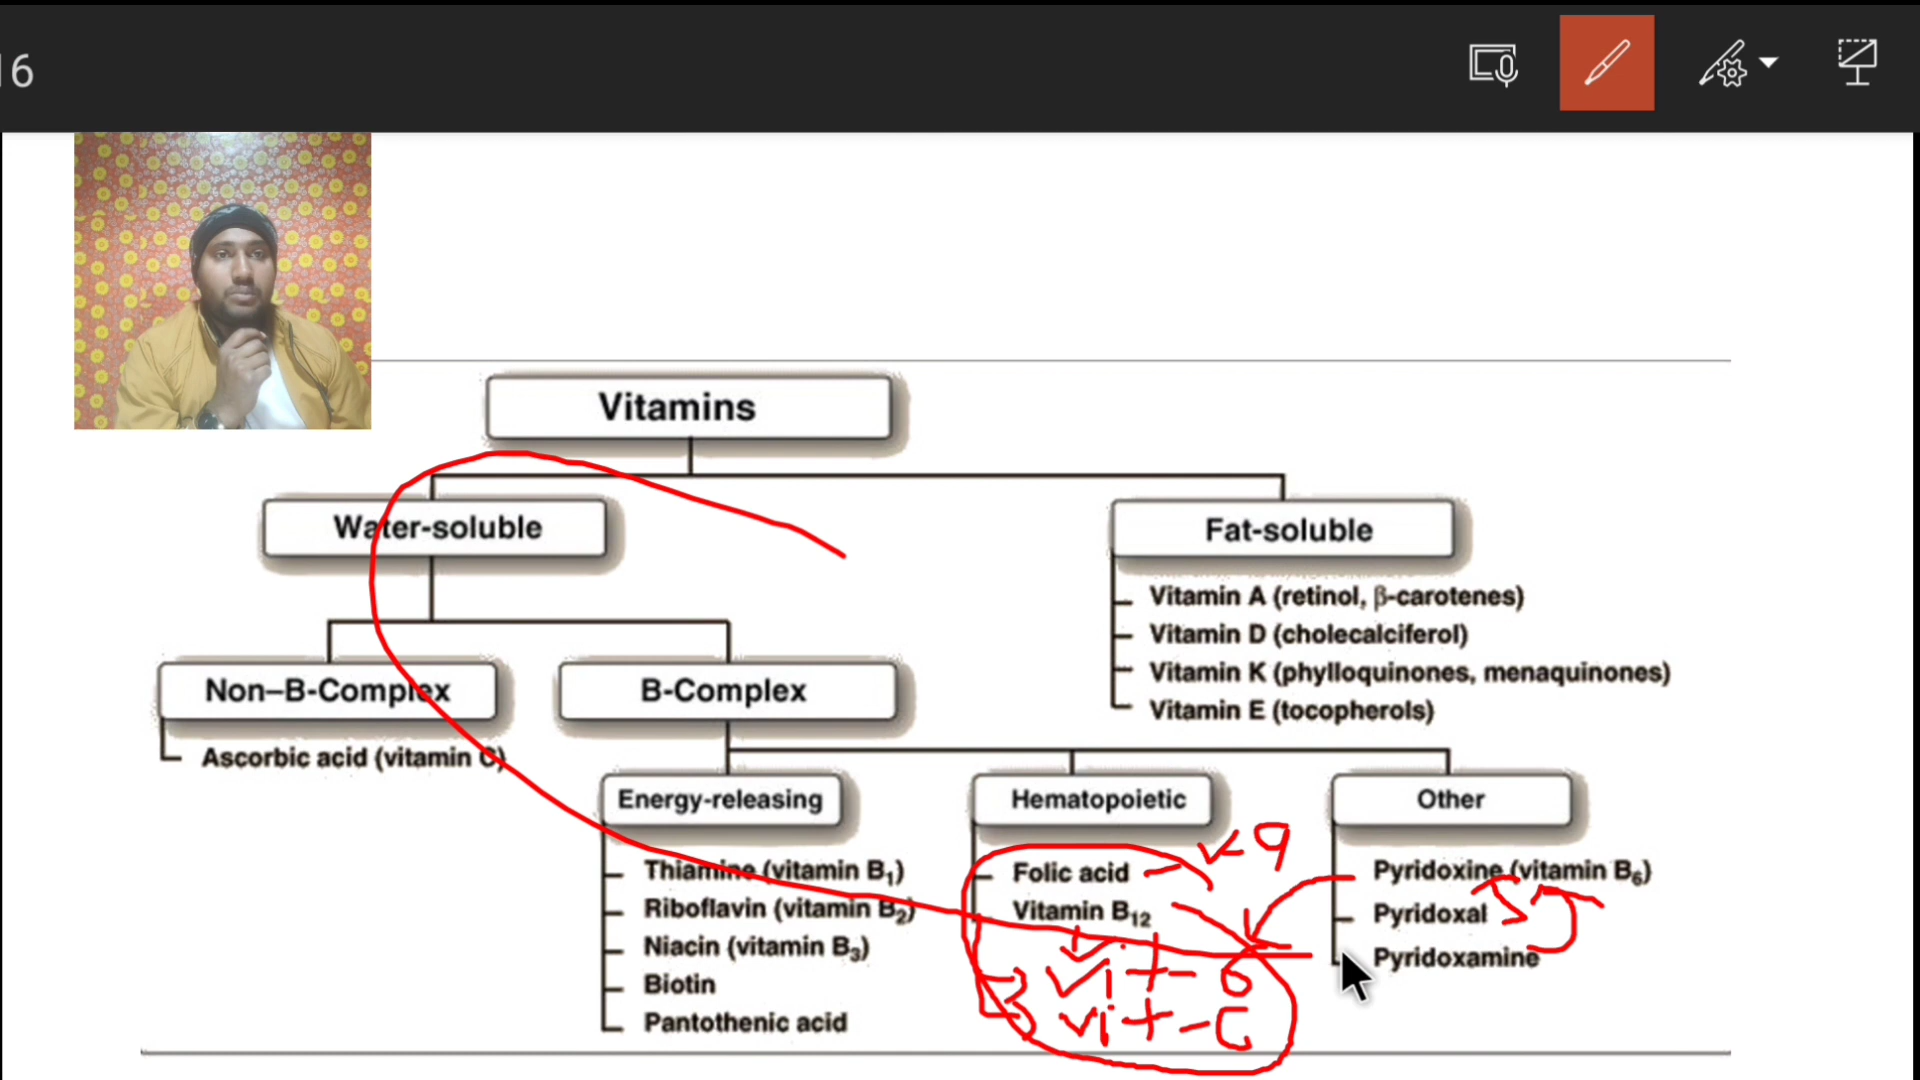 16
Vitamins
Water-soluble
Fat-soluble
Vitamin A (retinol, β-carotenes)
Vitamin D (cholecalciferol)
Vitamin K (phylloquinones, menaquinones)
Vitamin E (tocopherols)
Non–B-Complex
B-Complex
Ascorbic acid (vitamin C)
Energy-releasing
Hematopoietic
Other
Thiamine (vitamin B₁)
Riboflavin (vitamin B₂)
Niacin (vitamin B₃)
Biotin
Pantothenic acid
Folic acid
9
Vitamin B₁₂
vit - 6
vit - C
Pyridoxine (vitamin B₆)
Pyridoxal
Pyridoxamine